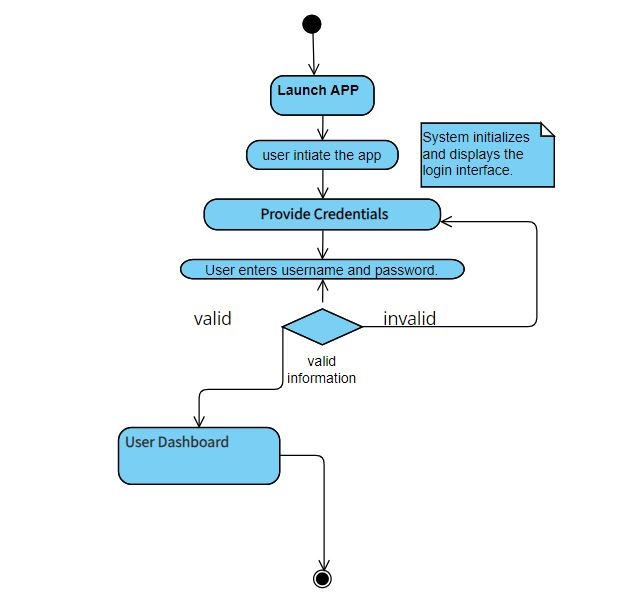 Launch APP
user intiate the app
System initializes
and displays the
login interface.
Provide Credentials
User enters username and password.
valid
invalid
valid
information
User Dashboard